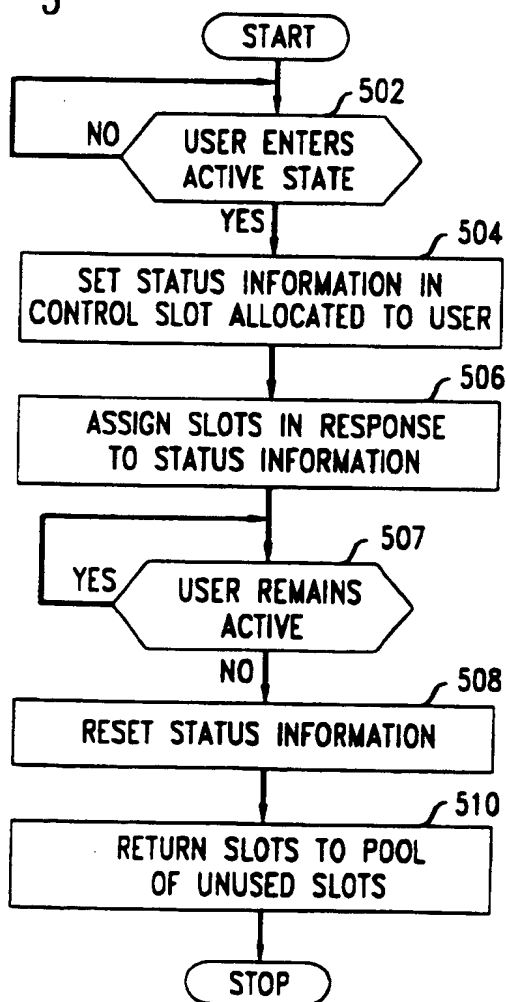 5
START
502
NO
USER ENTERS
ACTIVE STATE
YES
504
SET STATUS INFORMATION IN
CONTROL SLOT ALLOCATED TO USER
506
ASSIGN SLOTS IN RESPONSE
TO STATUS INFORMATION
507
YES
USER REMAINS
ACTIVE
NO
508
RESET STATUS INFORMATION
510
RETURN SLOTS TO POOL
OF UNUSED SLOTS
STOP